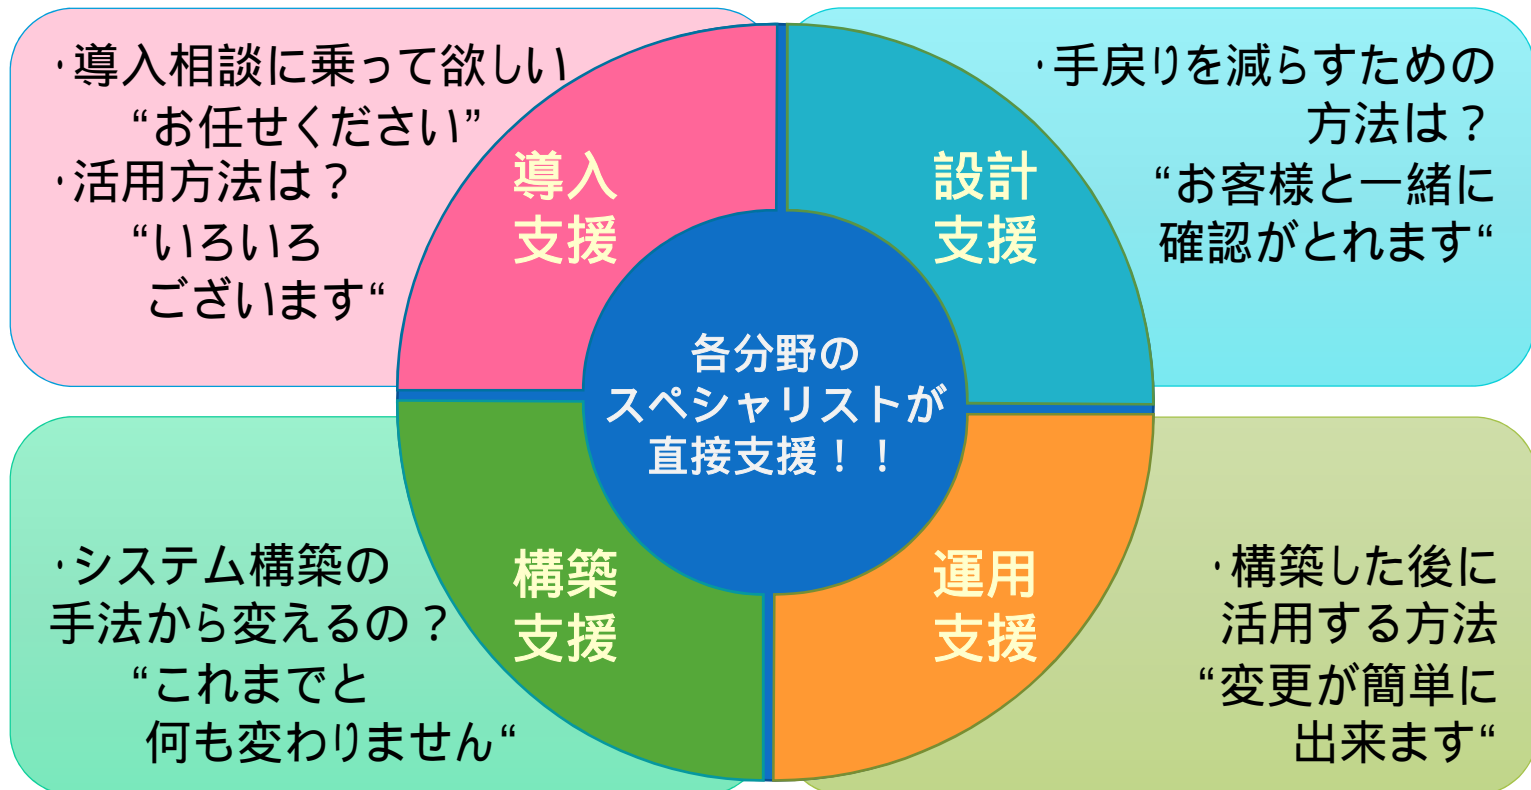 ・導入相談に乗って欲しい
“お任せください”
・活用方法は？
“いろいろ
ございます“
導入
支援
・手戻りを減らすための
方法は？
“お客様と一緒に
確認がとれます“
設計
支援
各分野の
スペシャリストが
直接支援！！
・システム構築の
手法から変えるの？
“これまでと
何も変わりません“
構築
支援
・構築した後に
活用する方法
“変更が簡単に
出来ます“
運用
支援